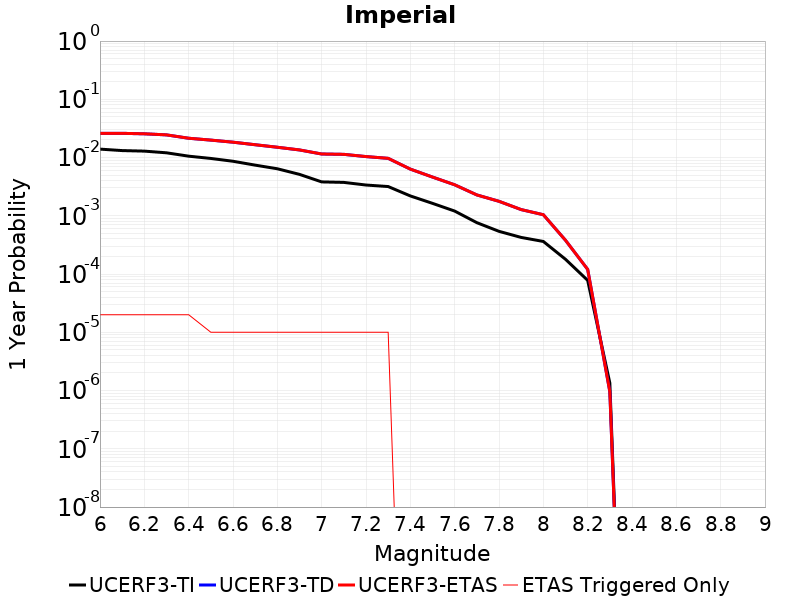 Imperial
10^0
10^-1
10^-2
10^-3
10^-4
10^-5
10^-6
10^-7
10^-8
1 Year Probability
6 6.2 6.4 6.6 6.8 7 7.2 7.4 7.6 7.8 8 8.2 8.4 8.6 8.8 9
Magnitude
UCERF3-TI UCERF3-TD UCERF3-ETAS ETAS Triggered Only